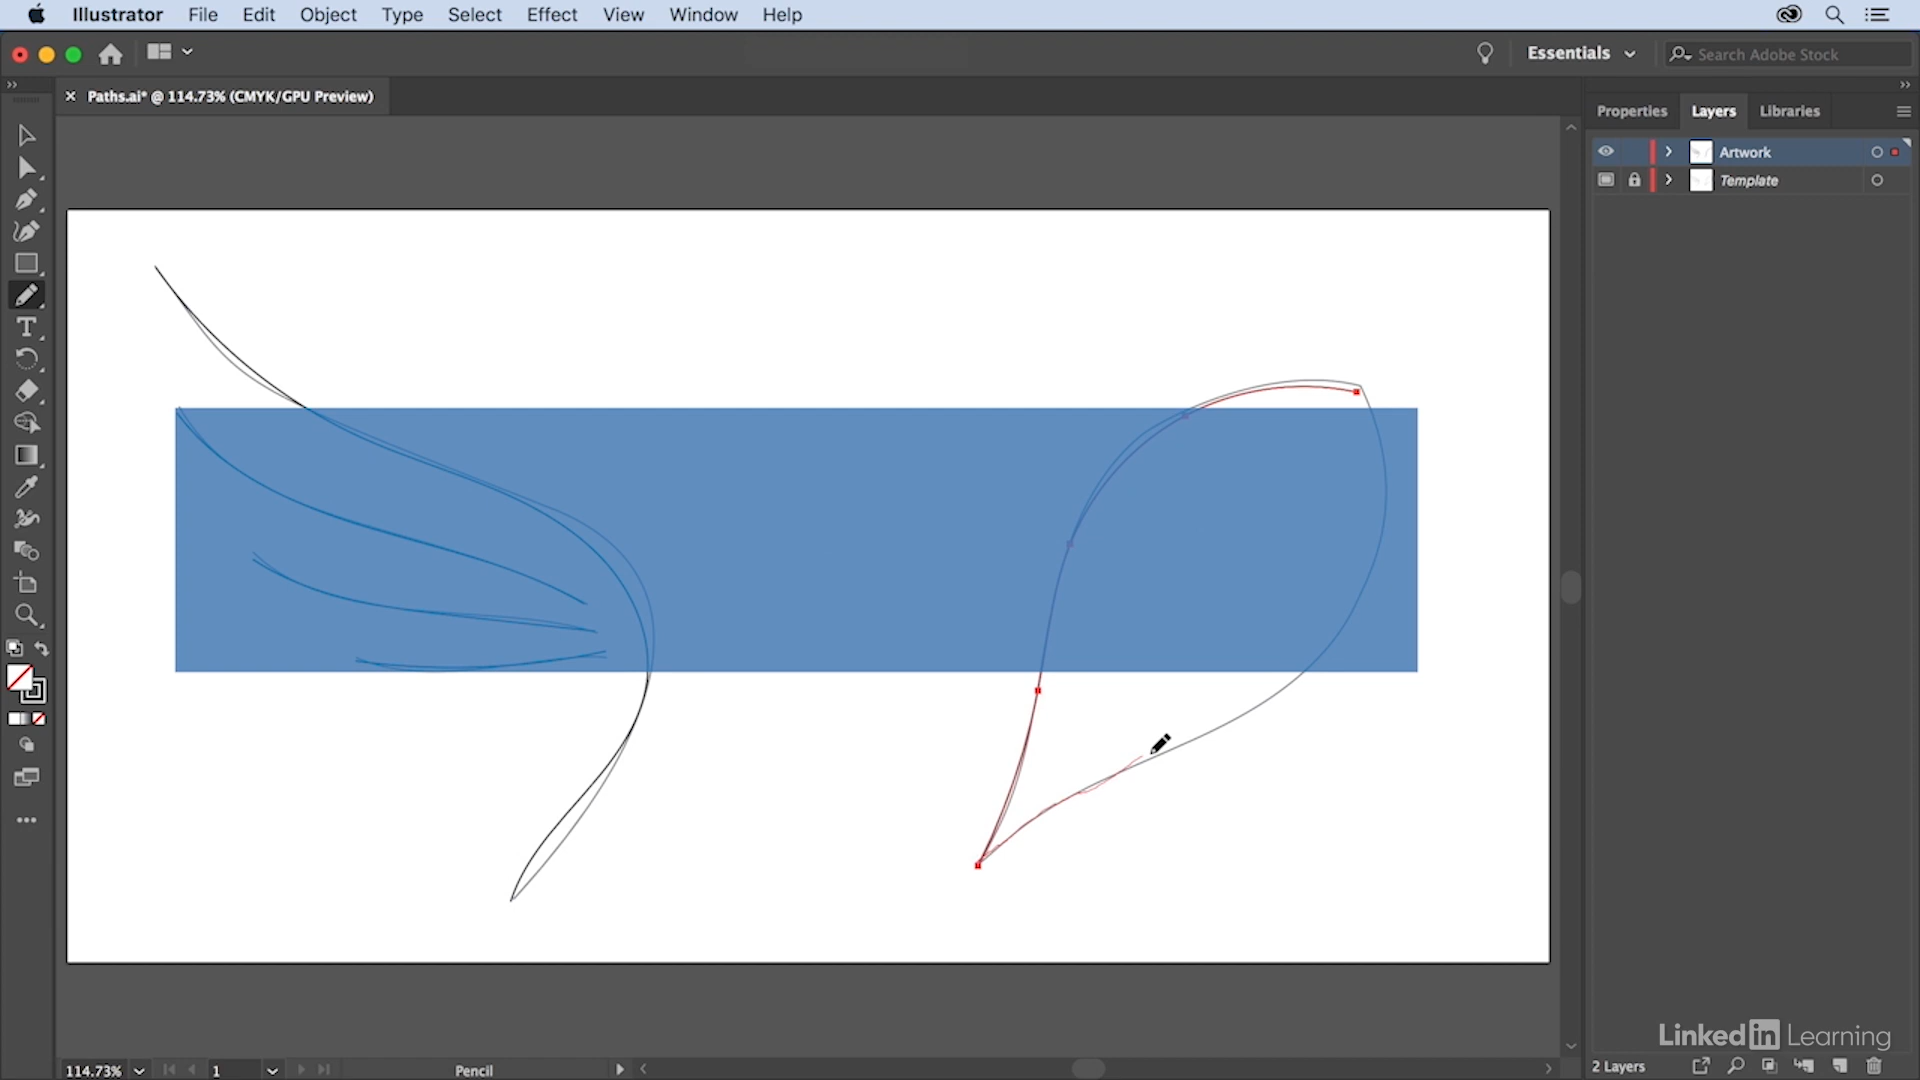 Illustrator File Edit Object Type Select Effect View Window Help
Essentials Search Adobe Stock
Paths.ai* @ 114.73% (CMYK/GPU Preview)
Properties Layers Libraries
Artwork
Template
LinkedIn Learning
114.73% 1 Pencil
2 Layers